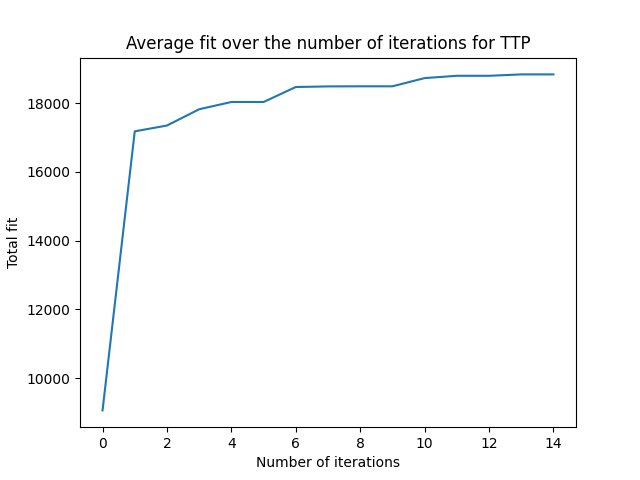 Average fit over the number of iterations for TTP
Total fit
18000
16000
14000
12000
10000
0 2 4 6 8 10 12 14
Number of iterations